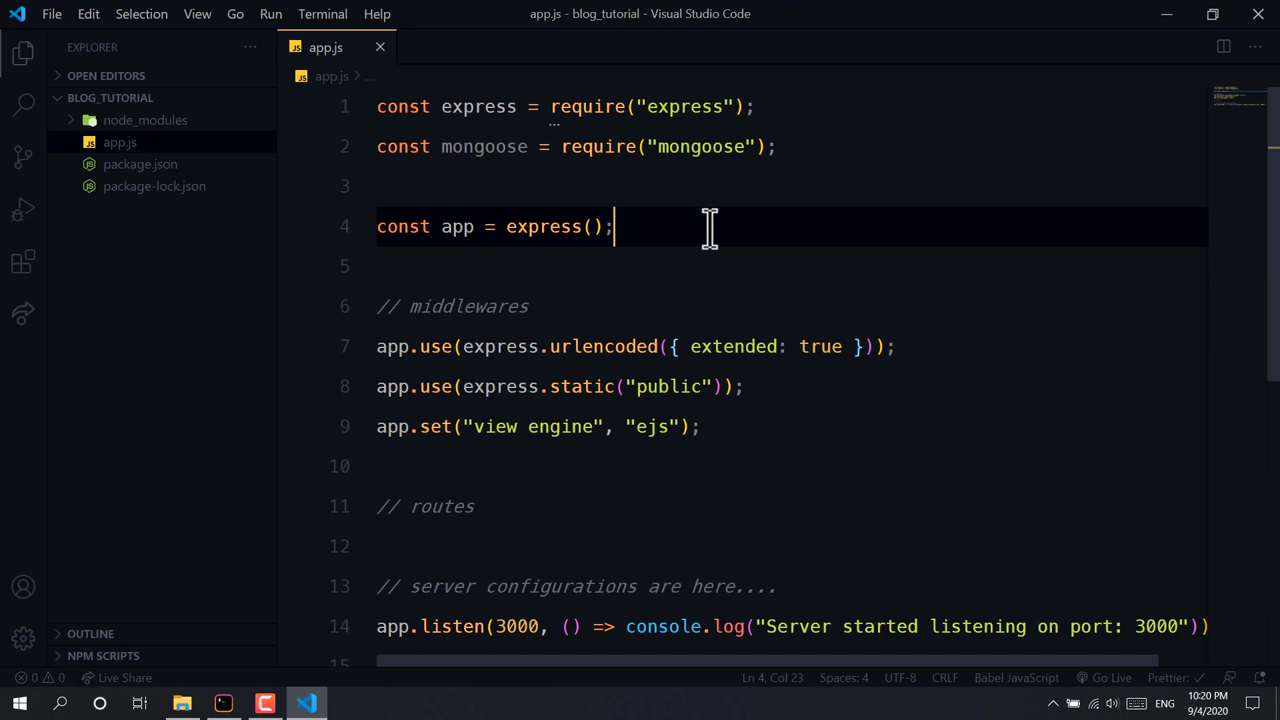 File Edit Selection View Go Run Terminal Help
app.js - blog_tutorial - Visual Studio Code
EXPLORER
OPEN EDITORS
BLOG_TUTORIAL
node_modules
JS app.js
package.json
package-lock.json
OUTLINE
NPM SCRIPTS
JS app.js
JS app.js > ...
1 const express = require("express");
2 const mongoose = require("mongoose");
3
4 const app = express();
5
6 // middlewares
7 app.use(express.urlencoded({ extended: true }));
8 app.use(express.static("public"));
9 app.set("view engine", "ejs");
10
11 // routes
12
13 // server configurations are here....
14 app.listen(3000, () => console.log("Server started listening on port: 3000"))
15
0 0 Live Share Ln 4, Col 23 Spaces: 4 UTF-8 CRLF Babel JavaScript Go Live Prettier: ✓
ENG
10:20 PM
9/4/2020